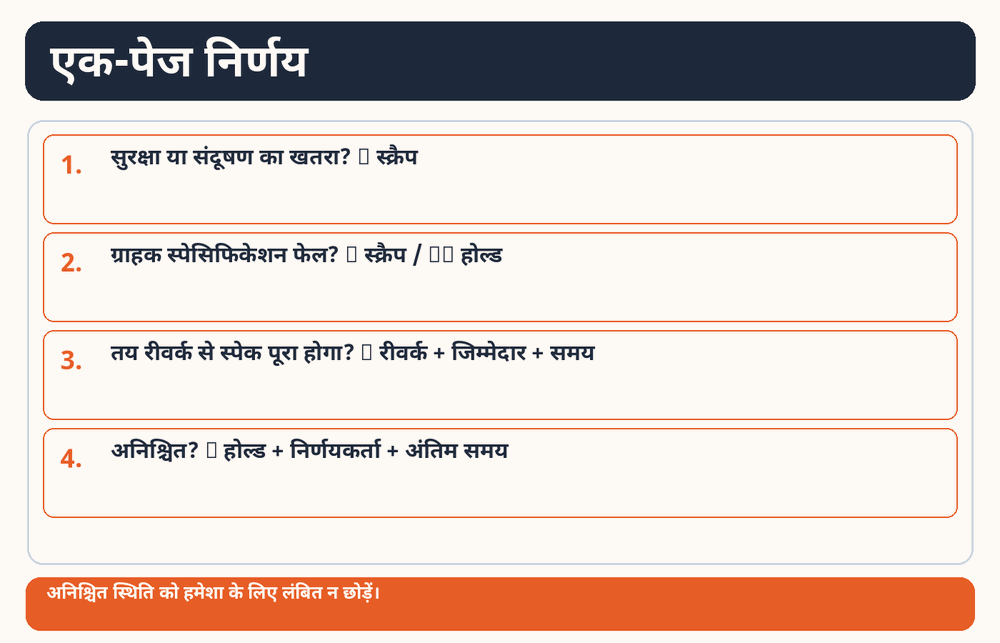 एक-पेज निर्णय
1. सुरक्षा या संदूषण का खतरा? ▯ स्क्रैप
2. ग्राहक स्पेसिफिकेशन फेल? ▯ स्क्रैप / ▯▯ होल्ड
3. तय रीवर्क से स्पेक पूरा होगा? ▯ रीवर्क + जिम्मेदार + समय
4. अनिश्चित? ▯ होल्ड + निर्णयकर्ता + अंतिम समय
अनिश्चित स्थिति को हमेशा के लिए लंबित न छोड़ें।